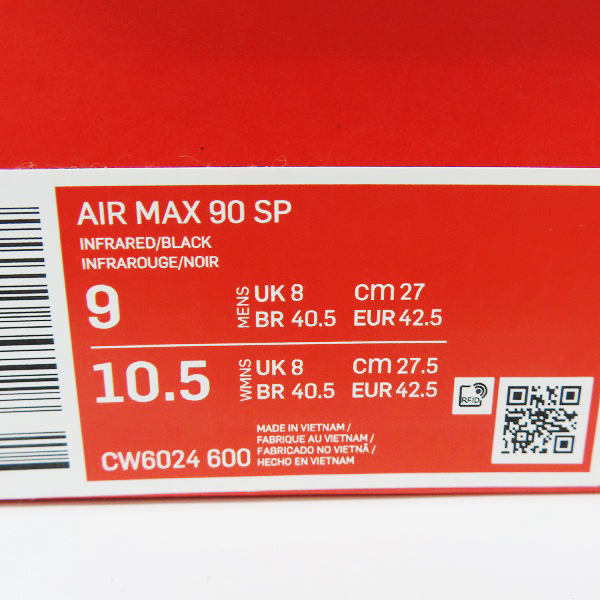 AIR MAX 90 SP
INFRARED/BLACK
INFRAROUGE/NOIR
9 MENS UK 8 cm 27
BR 40.5 EUR 42.5
10.5 WMNS UK 8 cm 27.5
BR 40.5 EUR 42.5
RFID
CW6024 600
MADE IN VIETNAM /
FABRIQUE AU VIETNAM /
FABRICADO NO VIETNÃ /
HECHO EN VIETNAM